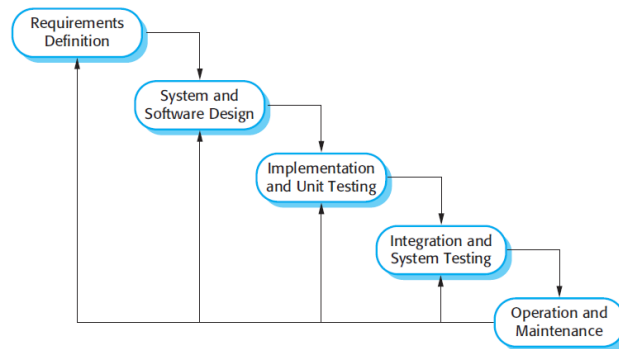 Requirements
Definition
System and
Software Design
Implementation
and Unit Testing
Integration and
System Testing
Operation and
Maintenance